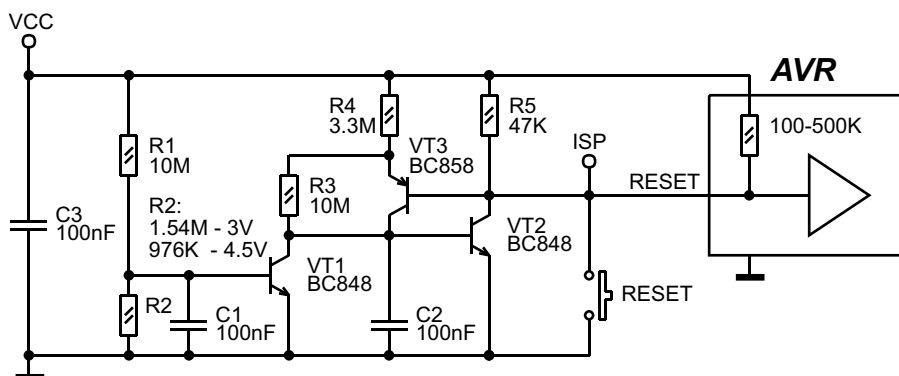 VCC
AVR
R4
3.3M
R5
47K
100-500K
R1
10M
VT3
BC858
ISP
R3
10M
RESET
R2:
1.54M - 3V
976K - 4.5V
C3
100nF
VT2
BC848
VT1
BC848
RESET
R2
C1
100nF
C2
100nF